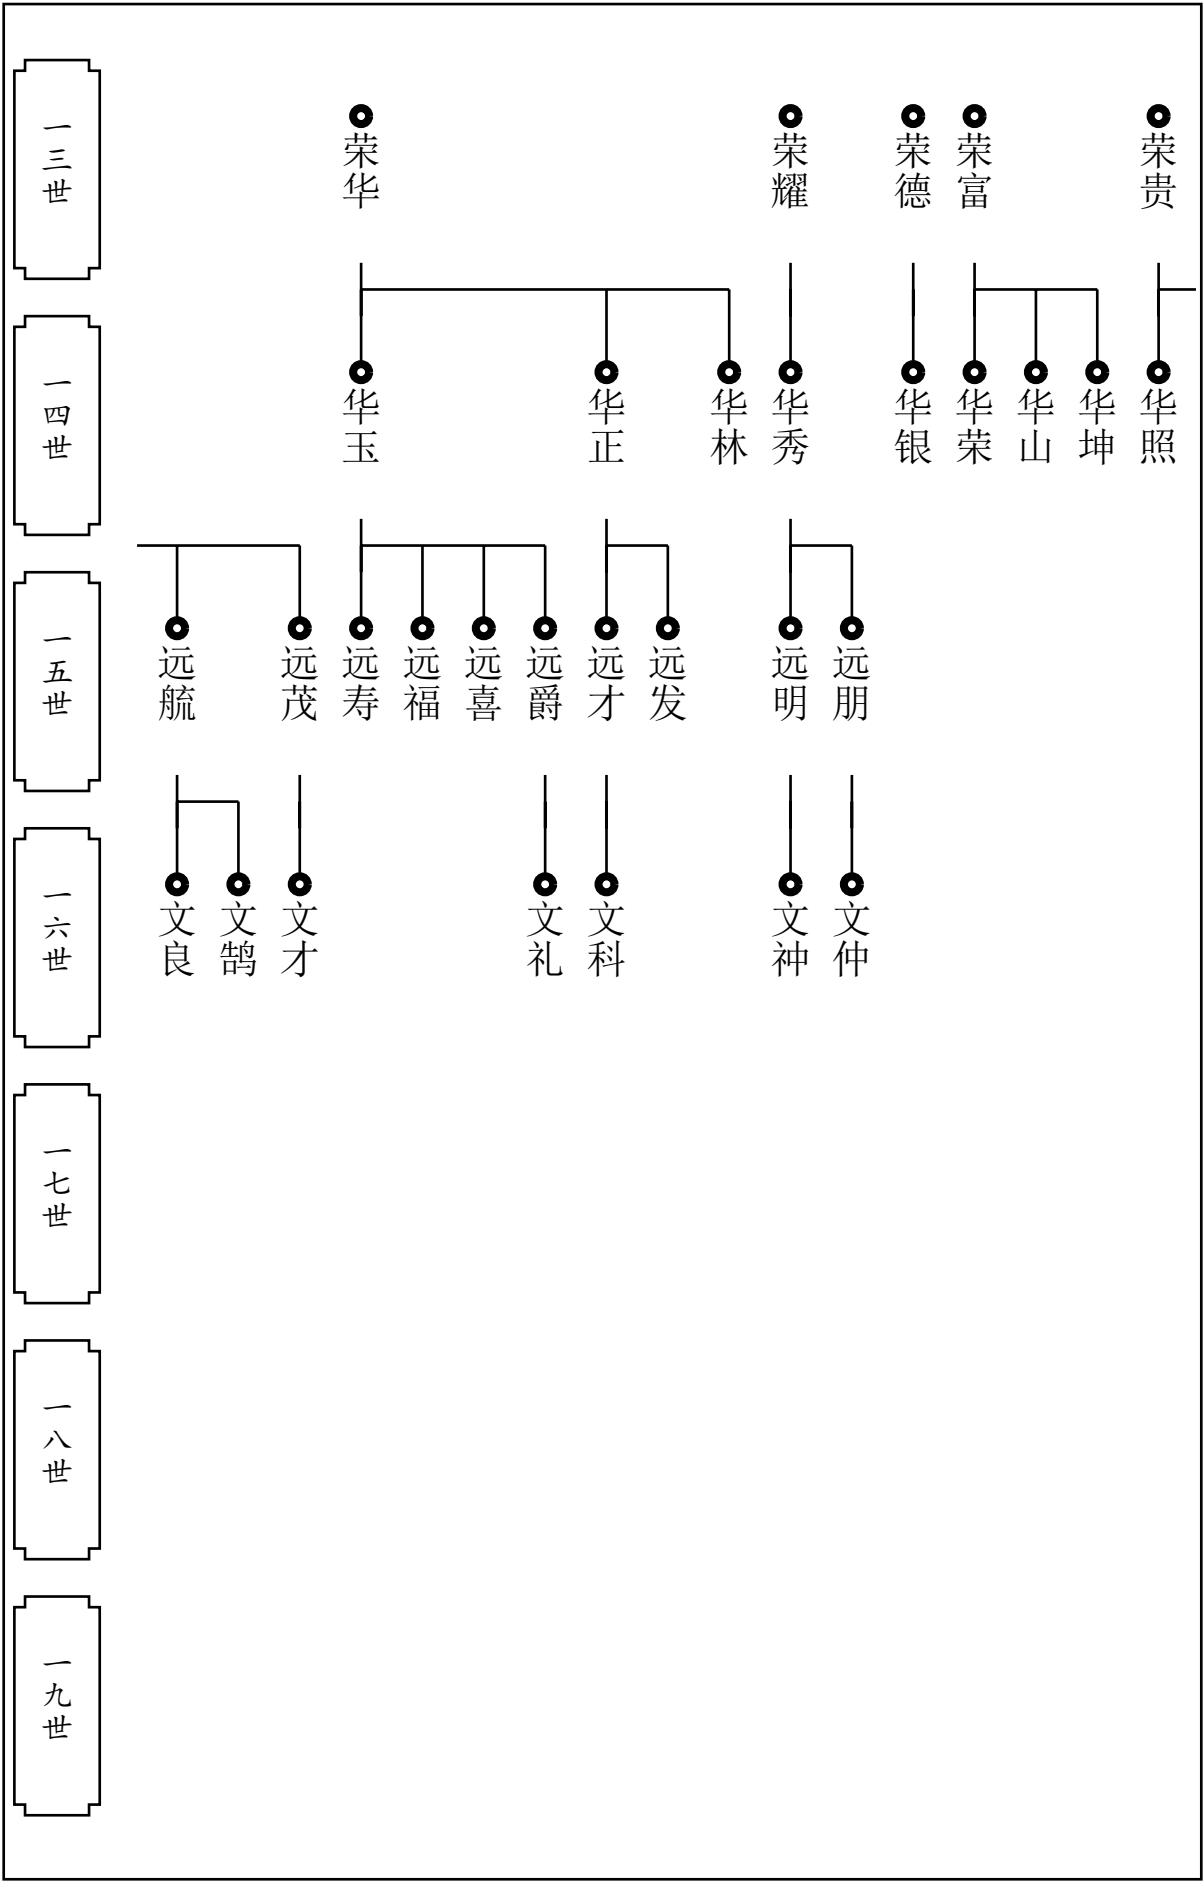 一三世
荣华
荣耀
荣德
荣富
荣贵
一四世
华玉
华正
华林
华秀
华银
华荣
华山
华坤
华照
一五世
远旒
远茂
远寿
远福
远喜
远爵
远才
远发
远明
远朋
一六世
文良
文鹄
文才
文礼
文科
文神
文仲
一七世
一八世
一九世